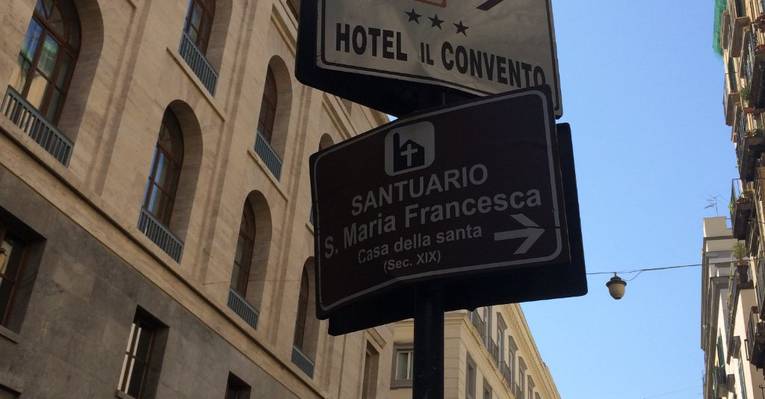 HOTEL IL CONVENTO
SANTUARIO
S. Maria Francesca
Casa della santa
(Sec. XIX)